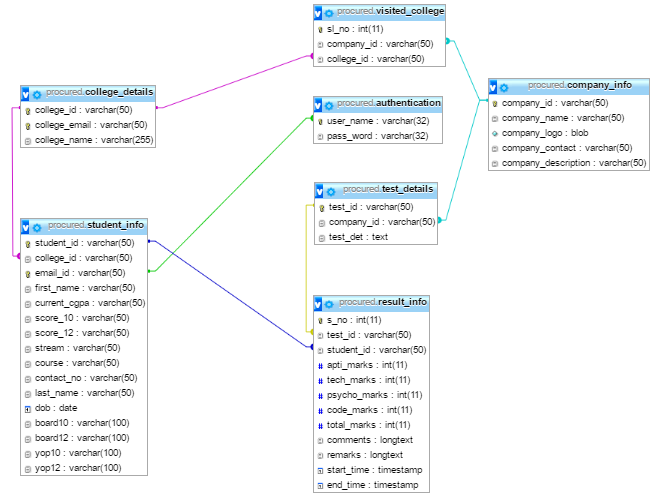 procured.visited_college
sl_no : int(11)
company_id : varchar(50)
college_id : varchar(50)
procured.college_details
college_id : varchar(50)
college_email : varchar(50)
college_name : varchar(255)
procured.authentication
user_name : varchar(32)
pass_word : varchar(32)
procured.company_info
company_id : varchar(50)
company_name : varchar(50)
company_logo : blob
company_contact : varchar(50)
company_description : varchar(50)
procured.test_details
test_id : varchar(50)
company_id : varchar(50)
test_det : text
procured.student_info
student_id : varchar(50)
college_id : varchar(50)
email_id : varchar(50)
first_name : varchar(50)
current_cgpa : varchar(50)
score_10 : varchar(50)
score_12 : varchar(50)
stream : varchar(50)
course : varchar(50)
contact_no : varchar(50)
last_name : varchar(50)
dob : date
board10 : varchar(100)
board12 : varchar(100)
yop10 : varchar(100)
yop12 : varchar(100)
procured.result_info
s_no : int(11)
test_id : varchar(50)
student_id : varchar(50)
apti_marks : int(11)
tech_marks : int(11)
psycho_marks : int(11)
code_marks : int(11)
total_marks : int(11)
comments : longtext
remarks : longtext
start_time : timestamp
end_time : timestamp